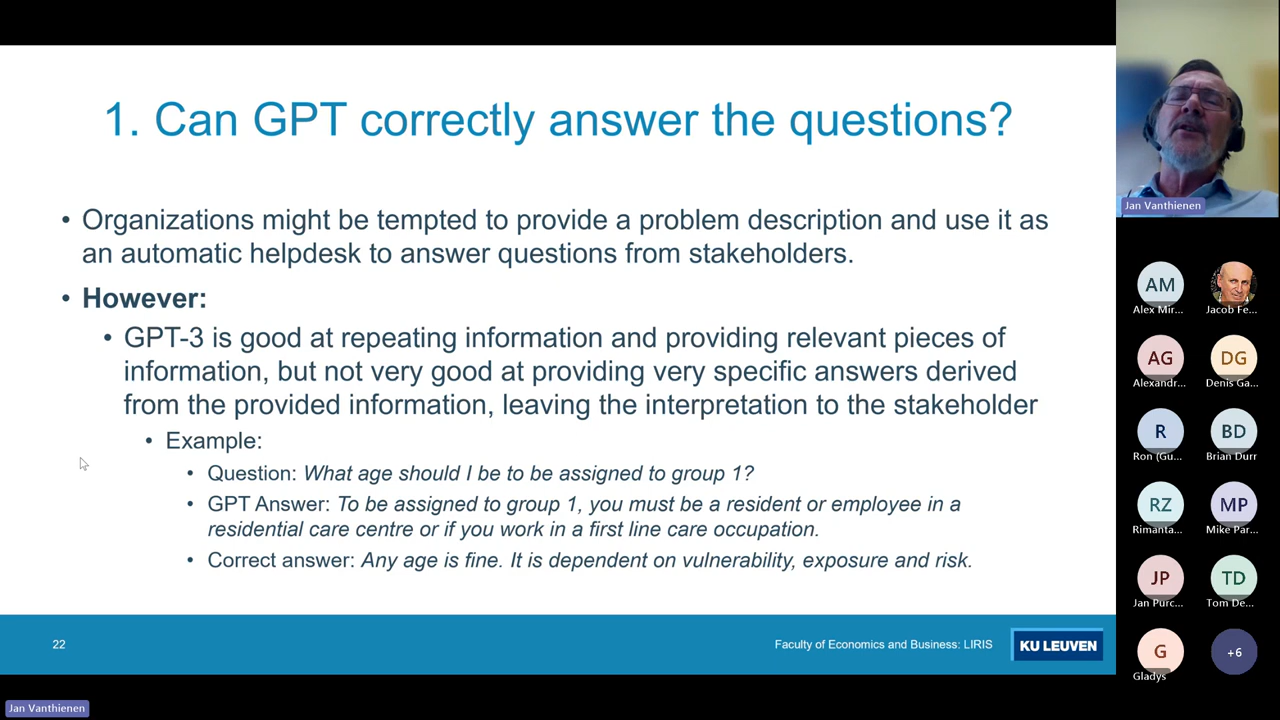 1. Can GPT correctly answer the questions?
• Organizations might be tempted to provide a problem description and use it as
an automatic helpdesk to answer questions from stakeholders.
• However:
• GPT-3 is good at repeating information and providing relevant pieces of
information, but not very good at providing very specific answers derived
from the provided information, leaving the interpretation to the stakeholder
• Example:
• Question: What age should I be to be assigned to group 1?
• GPT Answer: To be assigned to group 1, you must be a resident or employee in a
residential care centre or if you work in a first line care occupation.
• Correct answer: Any age is fine. It is dependent on vulnerability, exposure and risk.
22
Faculty of Economics and Business: LIRIS
KU LEUVEN
Jan Vanthienen
Jan Vanthienen
AM
Alex Mir...
Jacob Fe...
AG
Alexandr...
DG
Denis Ga...
R
Ron (Gu...
BD
Brian Durr
RZ
Rimanta...
MP
Mike Par...
JP
Jan Purc...
TD
Tom De...
G
Gladys
+6